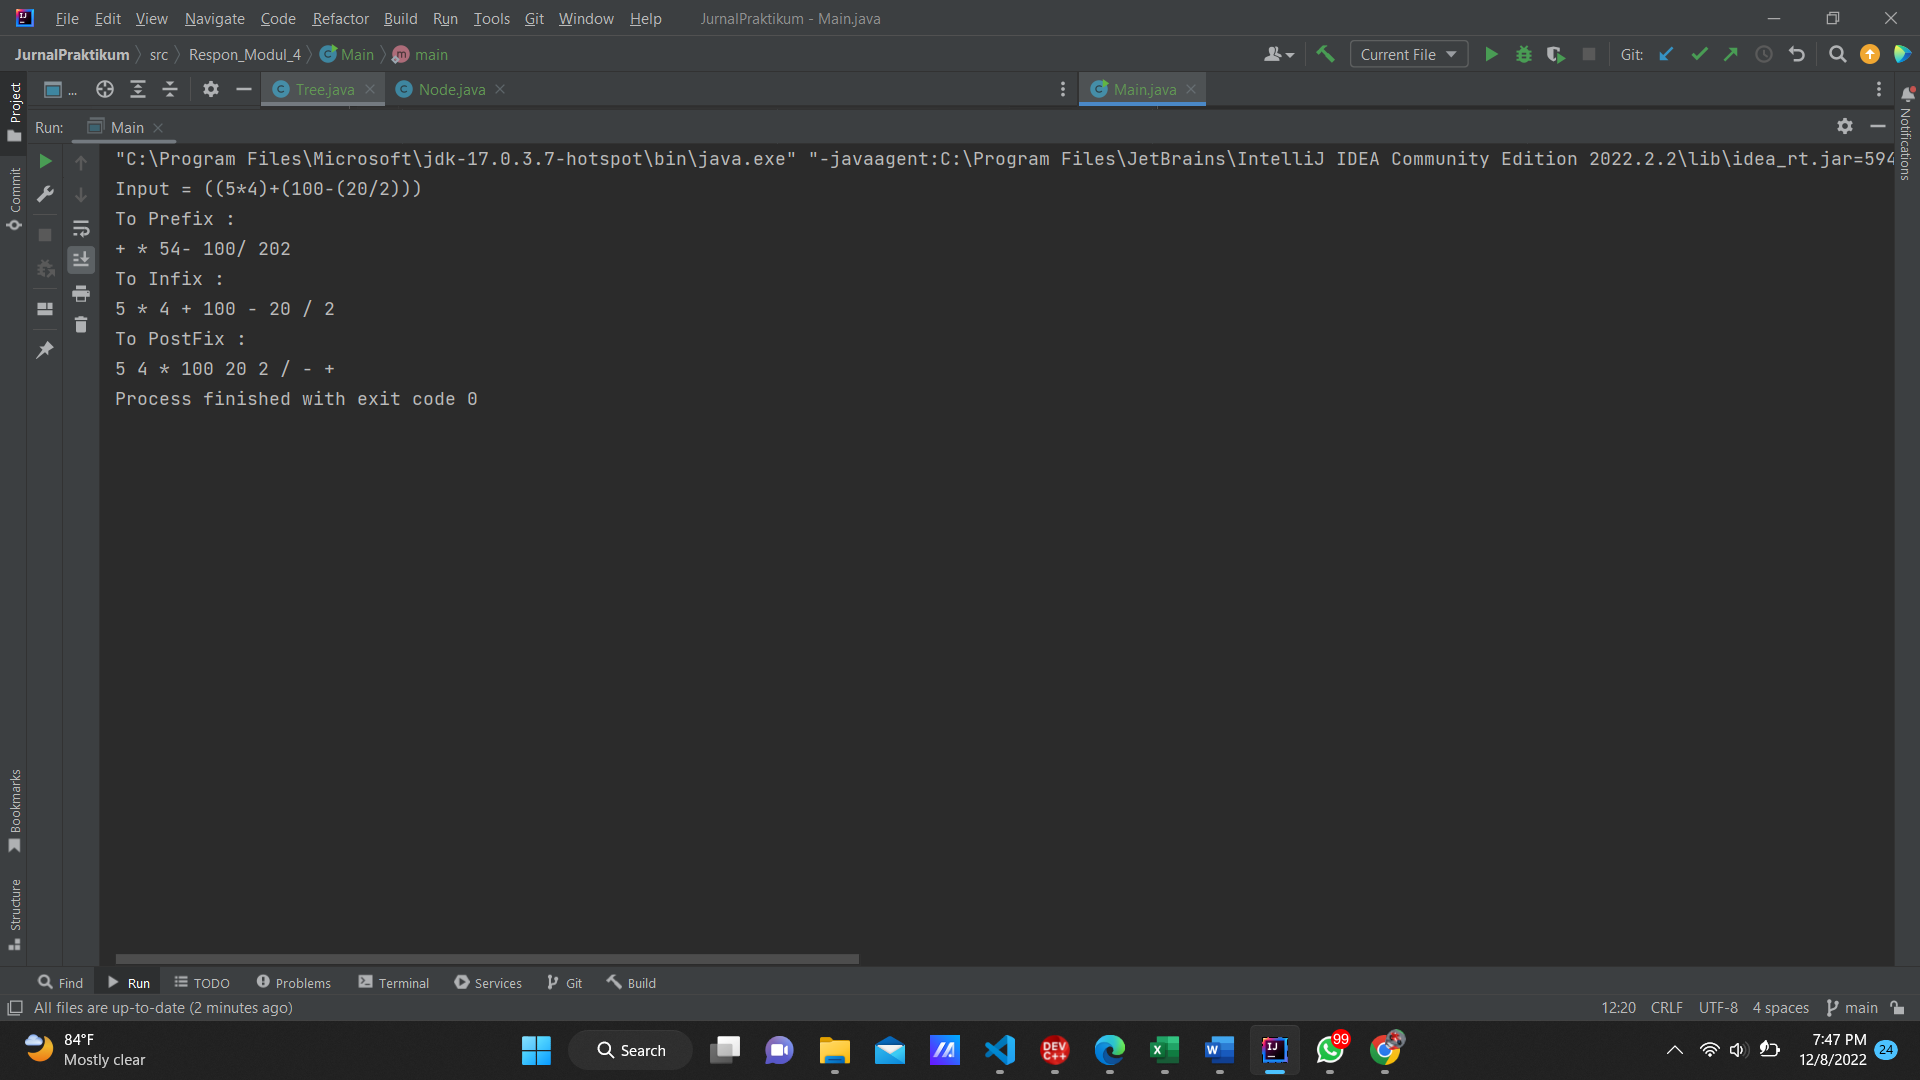 File Edit View Navigate Code Refactor Build Run Tools Git Window Help JurnalPraktikum - Main.java
JurnalPraktikum src Respon_Modul_4 Main main Current File Git:
... Tree.java Node.java Main.java
Run: Main
"C:\Program Files\Microsoft\jdk-17.0.3.7-hotspot\bin\java.exe" "-javaagent:C:\Program Files\JetBrains\IntelliJ IDEA Community Edition 2022.2.2\lib\idea_rt.jar=594
Input = ((5*4)+(100-(20/2)))
To Prefix :
+ * 54- 100/ 202
To Infix :
5 * 4 + 100 - 20 / 2
To PostFix :
5 4 * 100 20 2 / - +
Process finished with exit code 0
Project
Commit
Bookmarks
Structure
Notifications
Find Run TODO Problems Terminal Services Git Build
All files are up-to-date (2 minutes ago) 12:20 CRLF UTF-8 4 spaces main
84°F
Mostly clear
Search
DEV
C++
99
7:47 PM
12/8/2022
24